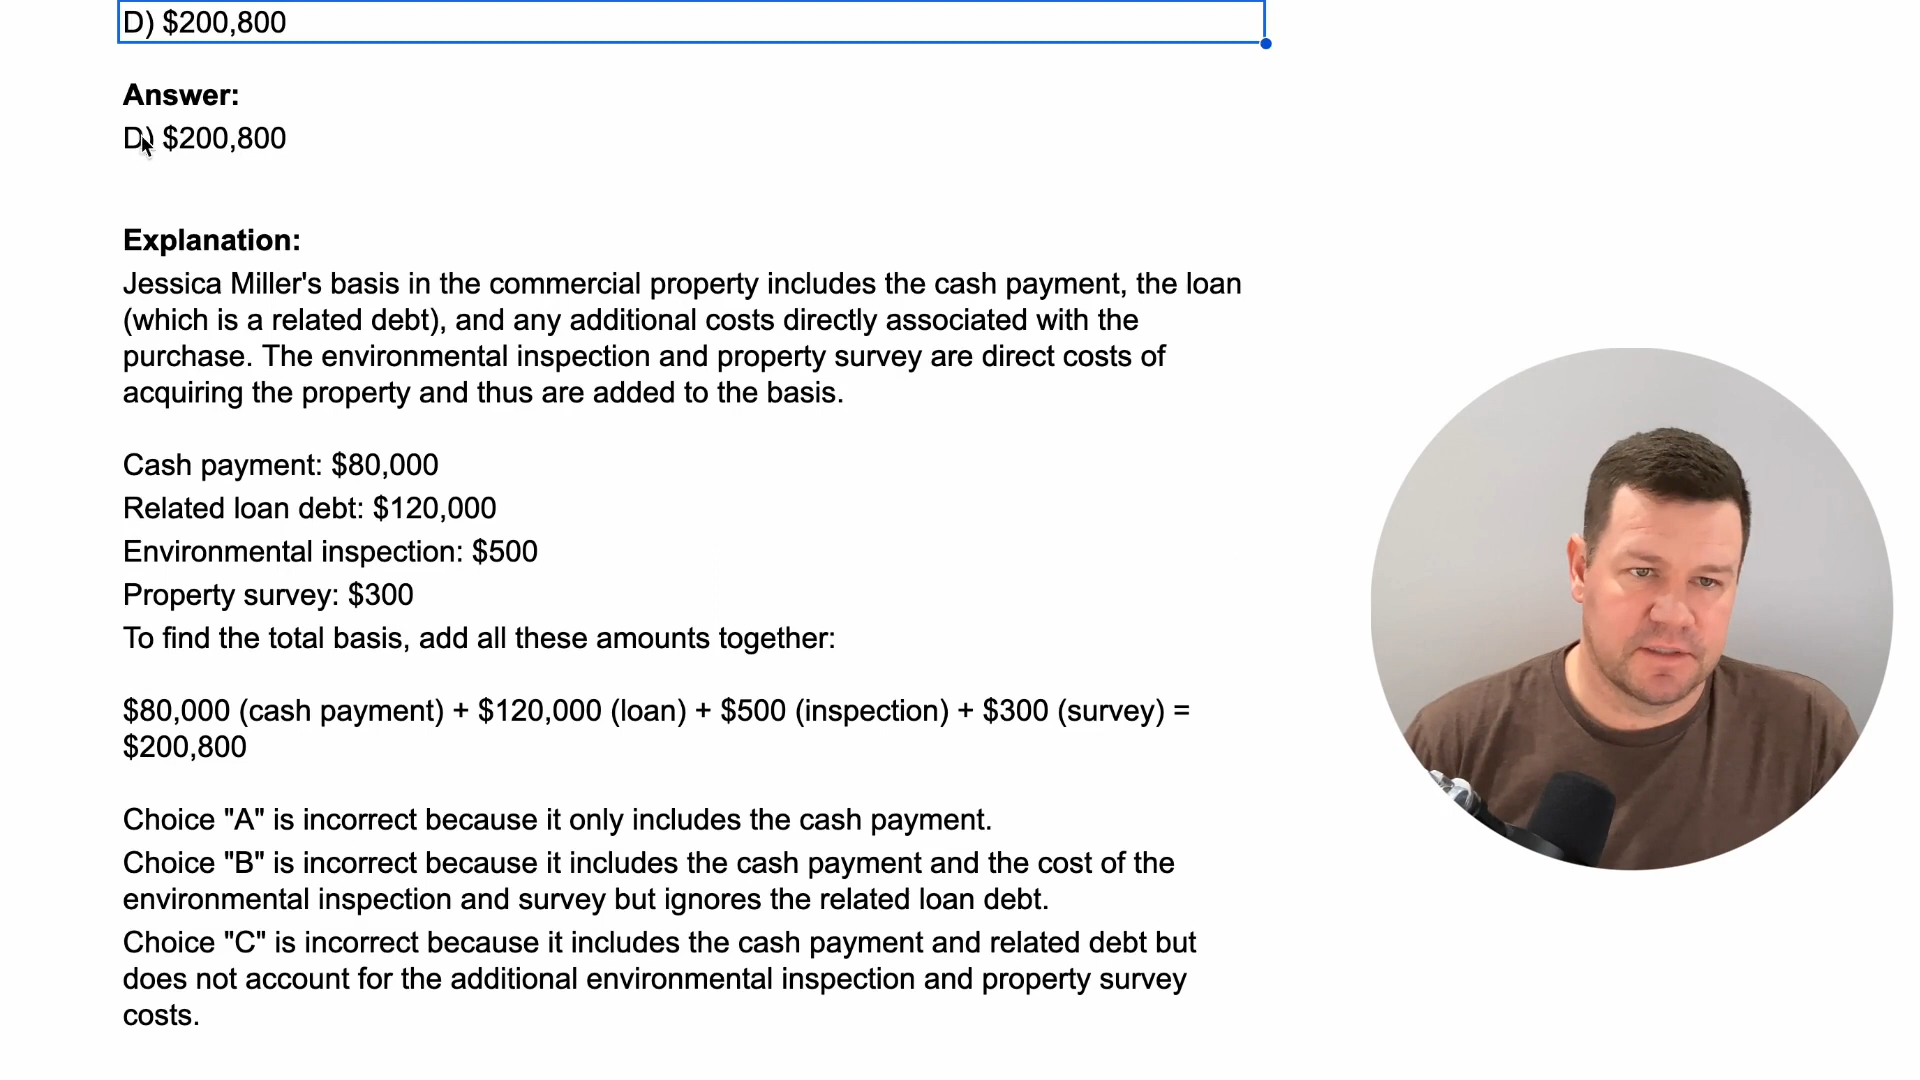 D) $200,800
Answer:
D) $200,800
Explanation:
Jessica Miller's basis in the commercial property includes the cash payment, the loan
(which is a related debt), and any additional costs directly associated with the
purchase. The environmental inspection and property survey are direct costs of
acquiring the property and thus are added to the basis.
Cash payment: $80,000
Related loan debt: $120,000
Environmental inspection: $500
Property survey: $300
To find the total basis, add all these amounts together:
$80,000 (cash payment) + $120,000 (loan) + $500 (inspection) + $300 (survey) =
$200,800
Choice "A" is incorrect because it only includes the cash payment.
Choice "B" is incorrect because it includes the cash payment and the cost of the
environmental inspection and survey but ignores the related loan debt.
Choice "C" is incorrect because it includes the cash payment and related debt but
does not account for the additional environmental inspection and property survey
costs.